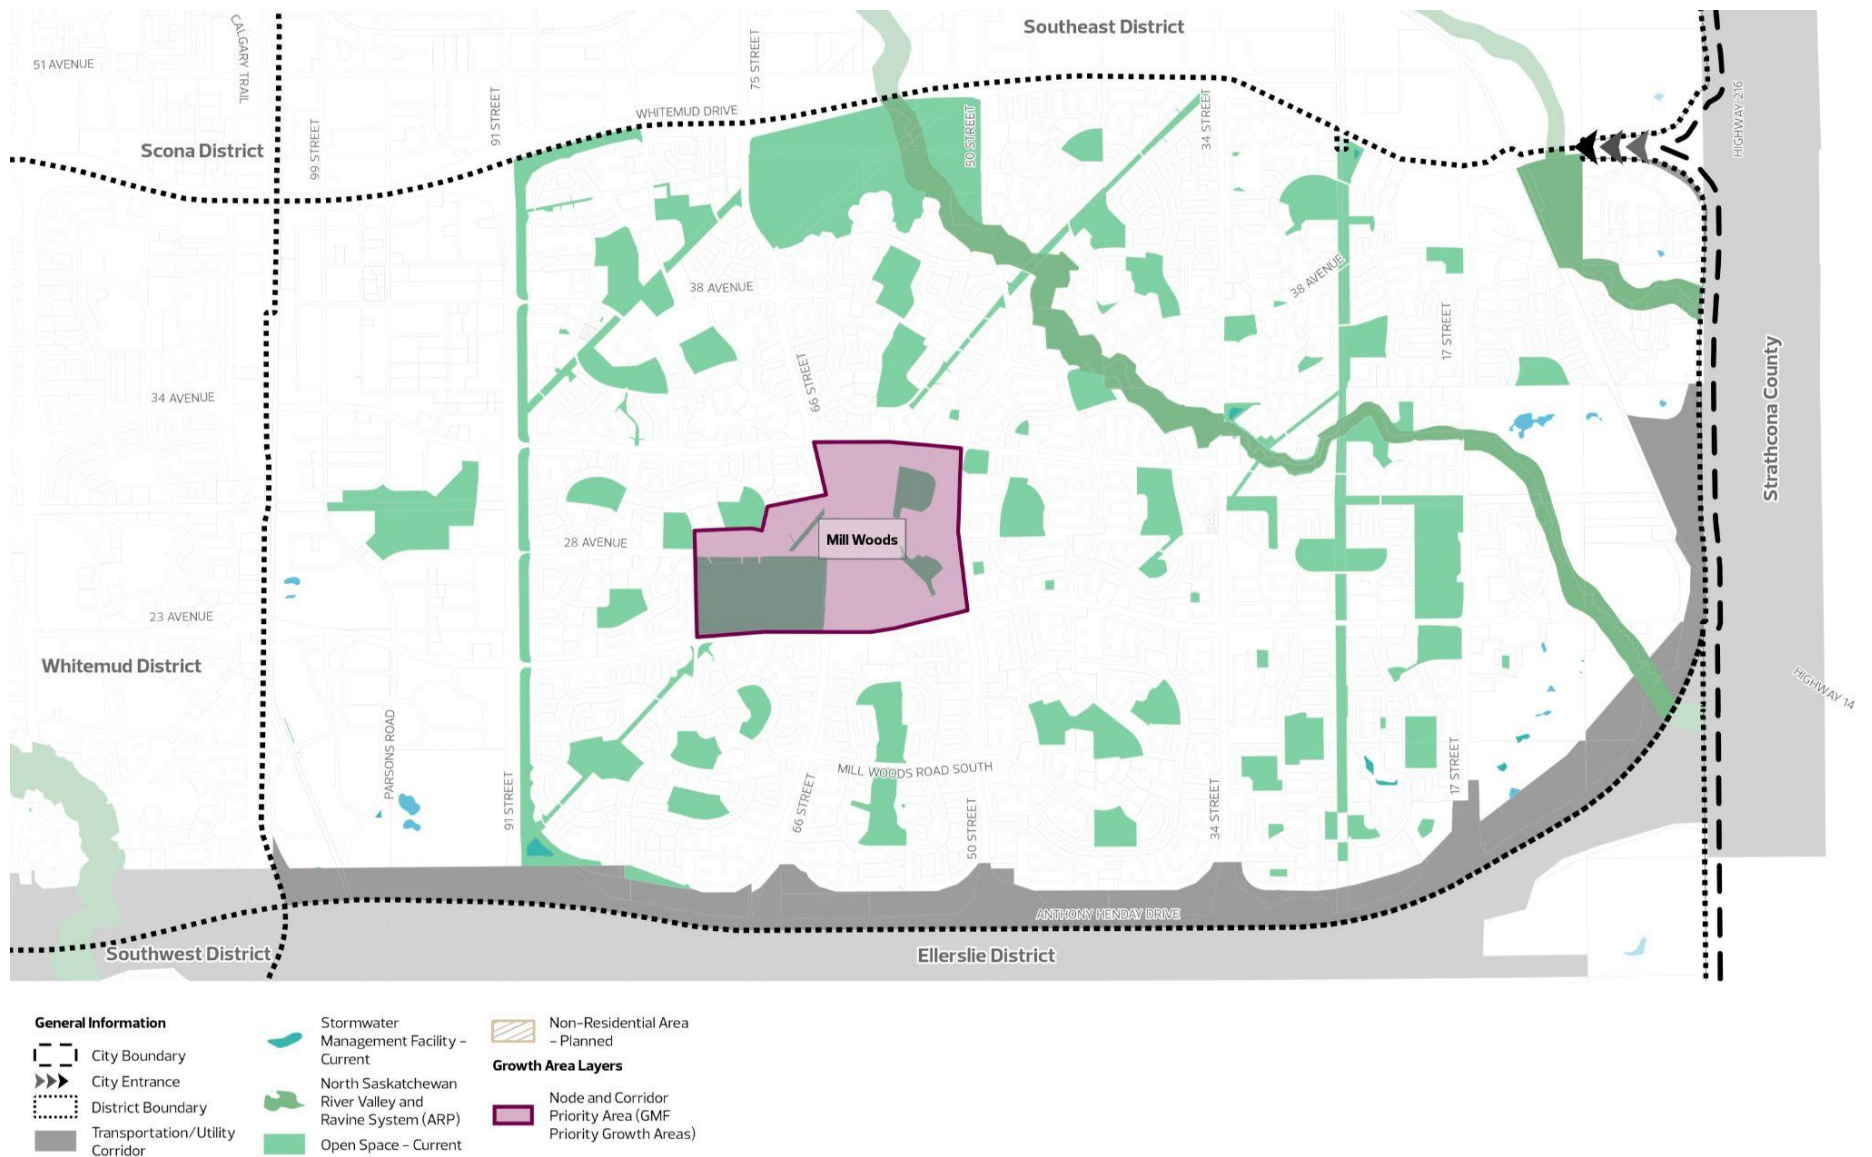 Southeast District
51 AVENUE
CALGARY TRAIL
75 STREET
HIGHWAY 216
91 STREET
WHITEMUD DRIVE
50 STREET
34 STREET
Scona District
99 STREET
38 AVENUE
38 AVENUE
17 STREET
66 STREET
34 AVENUE
Strathcona County
Mill Woods
28 AVENUE
23 AVENUE
Whitemud District
HIGHWAY 14
PARSONS ROAD
91 STREET
MILL WOODS ROAD SOUTH
66 STREET
50 STREET
34 STREET
17 STREET
ANTHONY HENDAY DRIVE
Southwest District
Ellerslie District
General Information
City Boundary
City Entrance
District Boundary
Transportation/Utility
Corridor
Stormwater
Management Facility –
Current
North Saskatchewan
River Valley and
Ravine System (ARP)
Open Space – Current
Non-Residential Area
– Planned
Growth Area Layers
Node and Corridor
Priority Area (GMF
Priority Growth Areas)